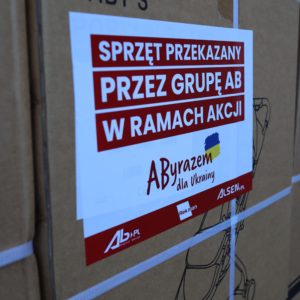 SPRZĘT PRZEKAZANY
PRZEZ GRUPĘ AB
W RAMACH AKCJI
AByrazem
dla Ukrainy
Ab.PL
ALSEN.PL